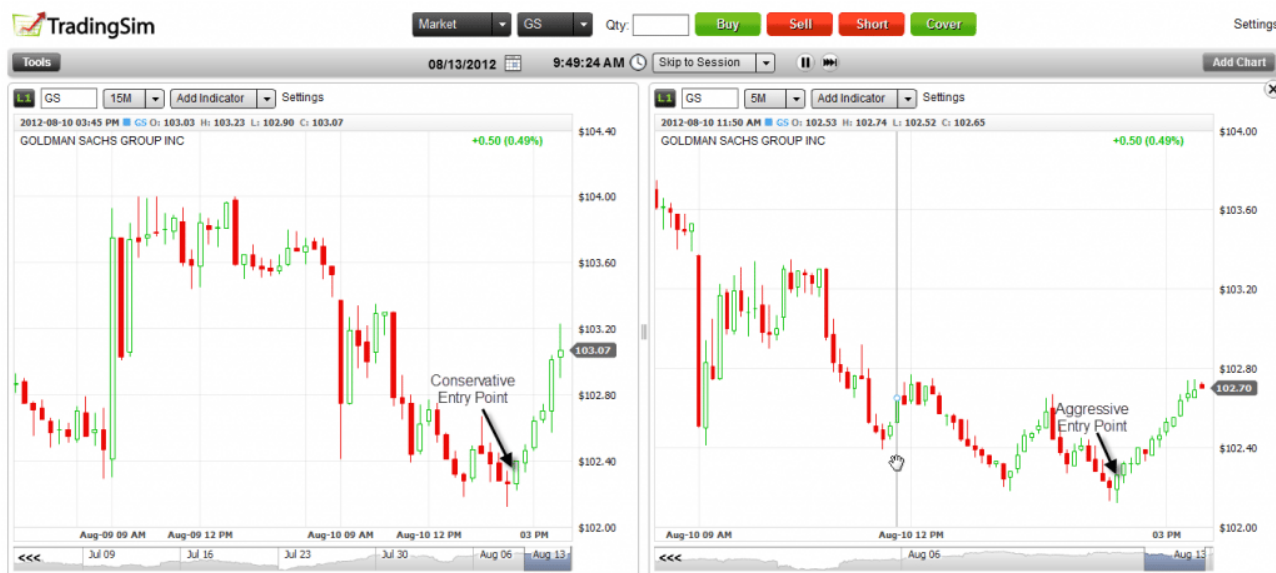 TradingSim
Market GS Qty: Buy Sell Short Cover Settings
Tools 08/13/2012 9:49:24 AM Skip to Session Add Chart
L1 GS 15M Add Indicator Settings
2012-08-10 03:45 PM GS O: 103.03 H: 103.23 L: 102.90 C: 103.07
GOLDMAN SACHS GROUP INC +0.50 (0.49%)
$104.40
$104.00
$103.60
$103.20
103.07
$102.80
$102.40
$102.00
Conservative
Entry Point
Aug-09 09 AM Aug-09 12 PM Aug-10 09 AM Aug-10 12 PM 03 PM
<<< Jul 09 Jul 16 Jul 23 Jul 30 Aug 06 Aug 13
L1 GS 5M Add Indicator Settings
2012-08-10 11:50 AM GS O: 102.53 H: 102.74 L: 102.52 C: 102.65
GOLDMAN SACHS GROUP INC +0.50 (0.49%)
$104.00
$103.60
$103.20
$102.80
102.70
$102.40
$102.00
Aggressive
Entry Point
Aug-10 09 AM Aug-10 12 PM 03 PM
<<< Aug 06 Aug 13